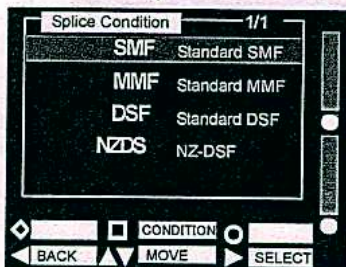 Splice Condition 1/1
SMF Standard SMF
MMF Standard MMF
DSF Standard DSF
NZDS NZ-DSF
CONDITION
BACK MOVE SELECT